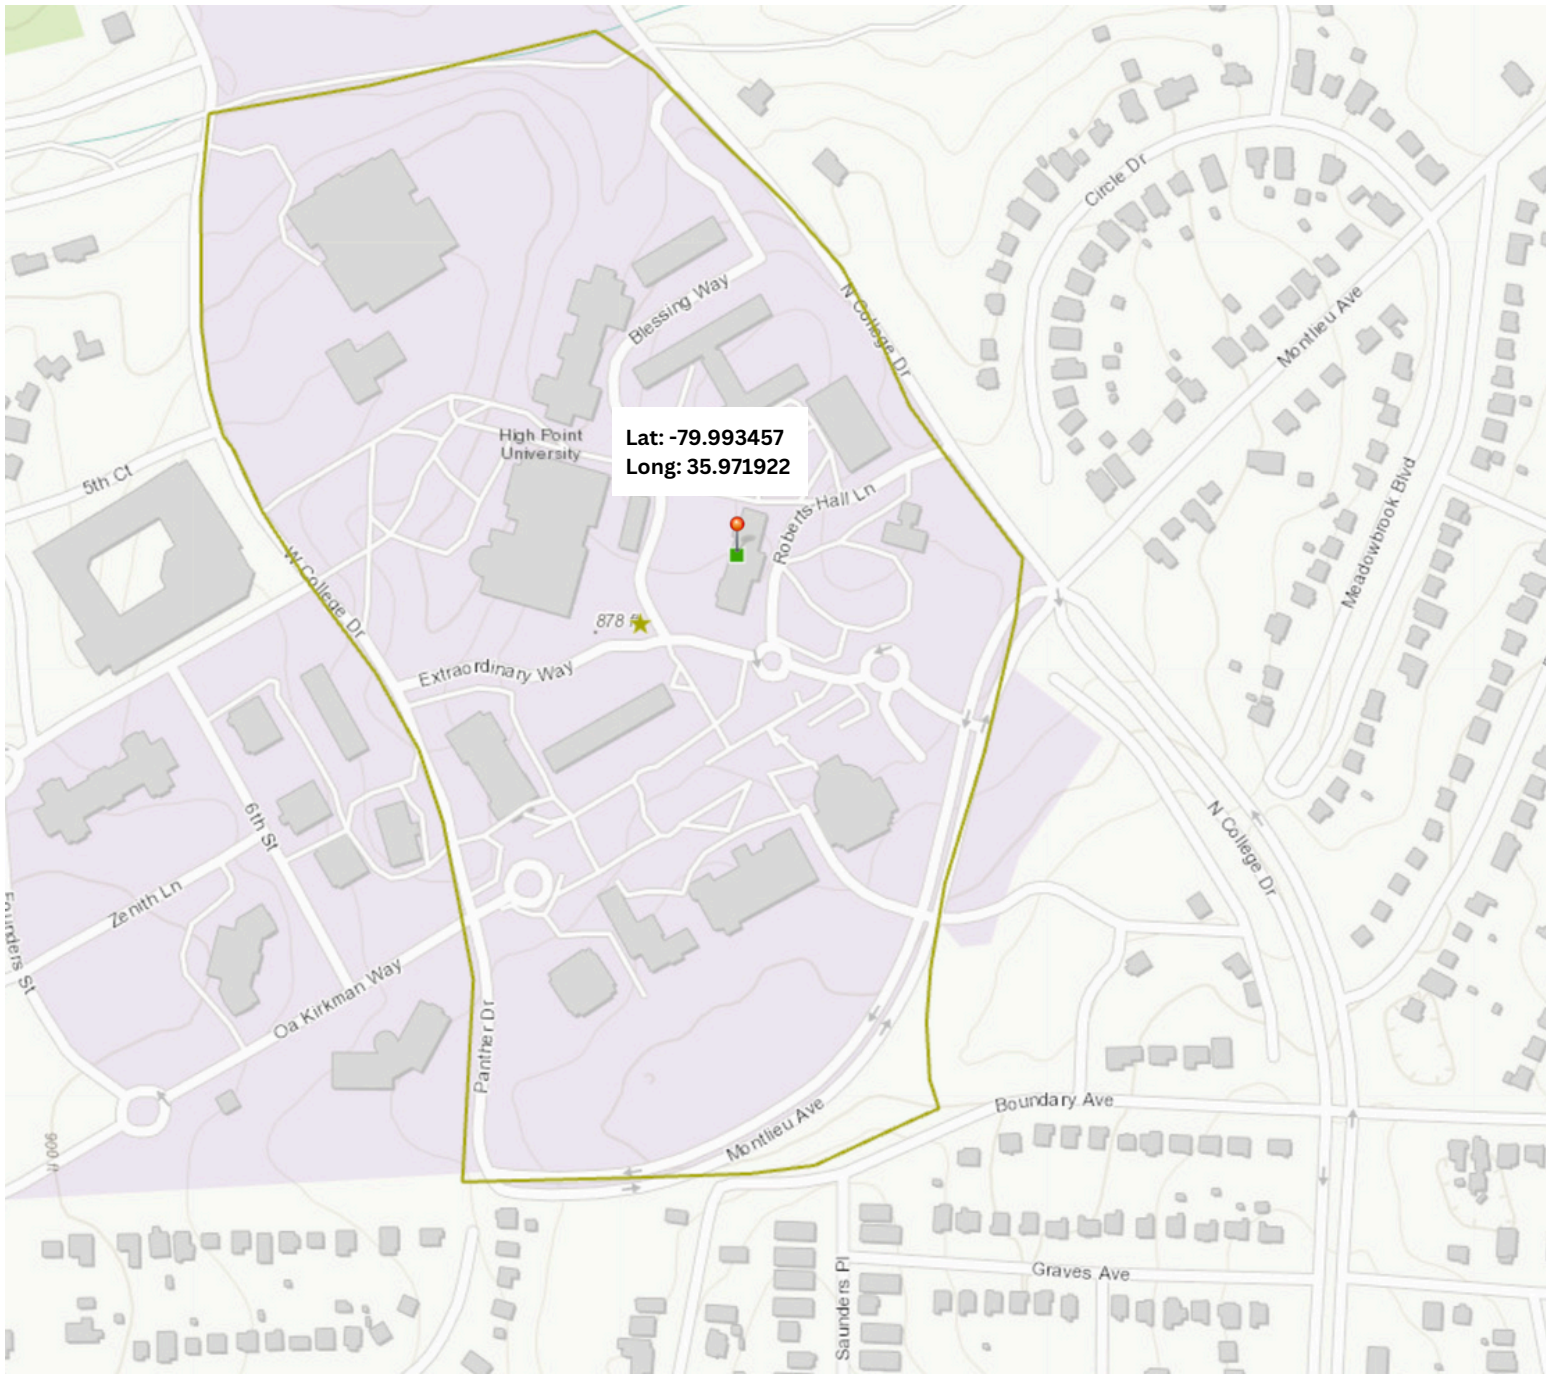 Circle Dr
Blessing Way
N College Dr
Montlieu Ave
High Point
University
Lat: -79.993457
Long: 35.971922
5th Ct
Roberts-Hall Ln
Meadowbrook Blvd
W College Dr
878 ft
Extraordinary Way
6th St
N College Dr
Zenith Ln
Founders St
Oa Kirkman Way
Panther Dr
Boundary Ave
Montlieu Ave
900 ft
Graves Ave
Saunders Pl